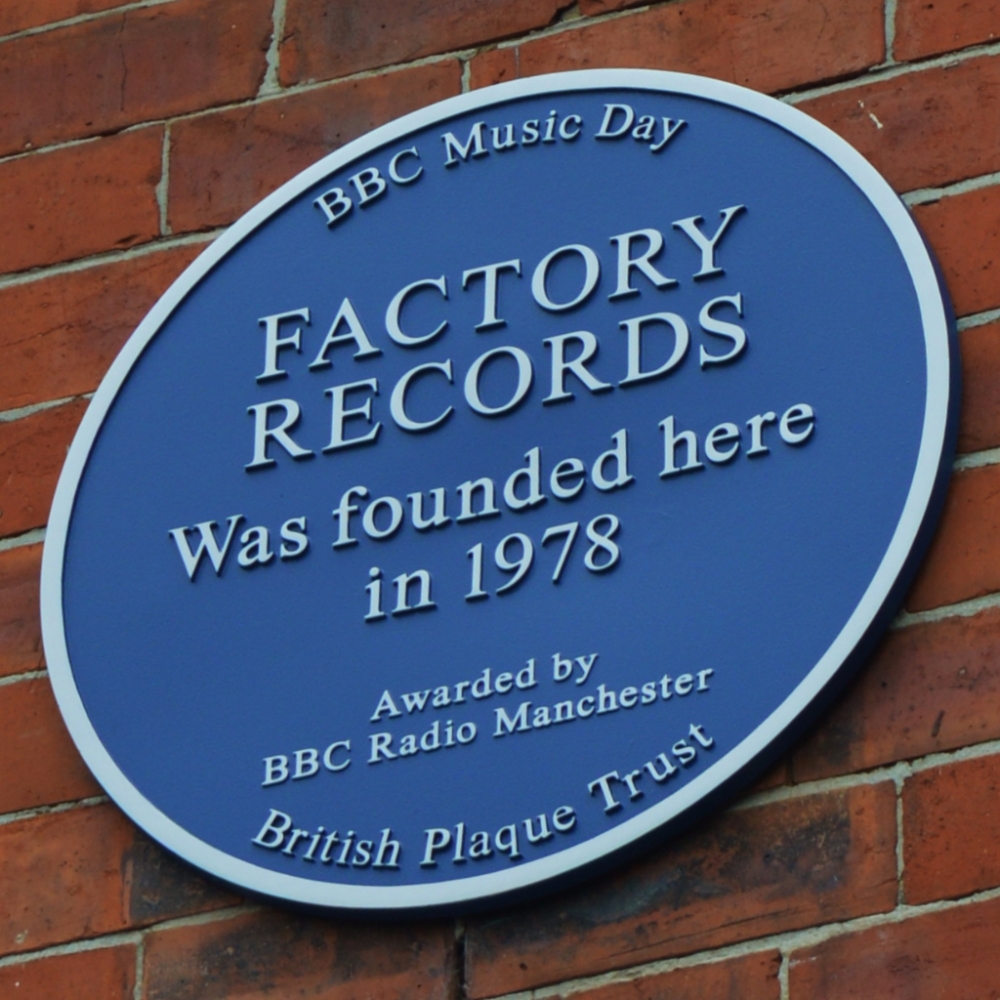 BBC Music Day
FACTORY
RECORDS
Was founded here
in 1978
Awarded by
BBC Radio Manchester
British Plaque Trust